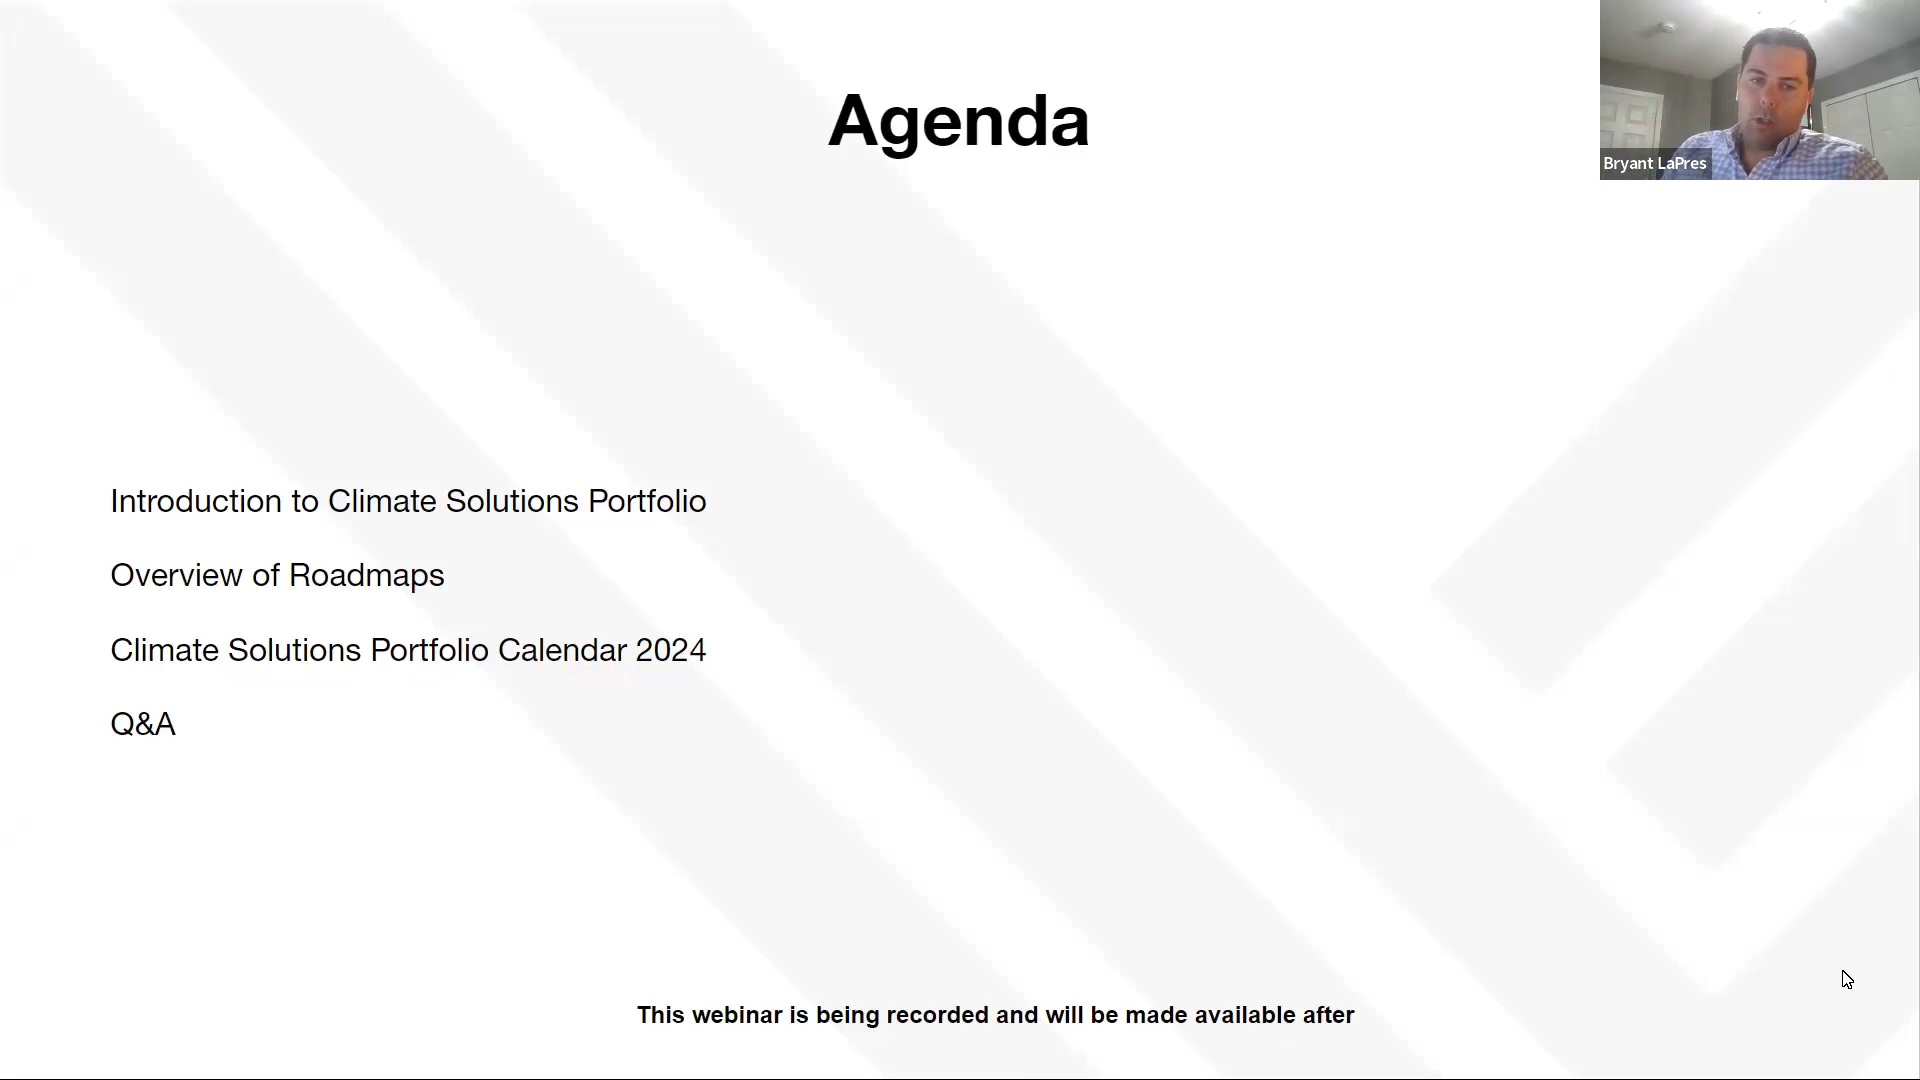 Agenda
Bryant LaPres
Introduction to Climate Solutions Portfolio
Overview of Roadmaps
Climate Solutions Portfolio Calendar 2024
Q&A
This webinar is being recorded and will be made available after